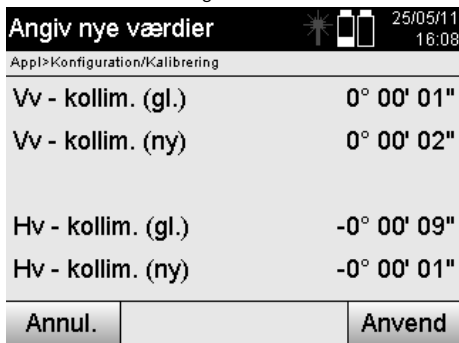 Angiv nye værdier 25/05/11
16:08
Appl>Konfiguration/Kalibrering
Vv - kollim. (gl.) 0° 00' 01"
Vv - kollim. (ny) 0° 00' 02"
Hv - kollim. (gl.) -0° 00' 09"
Hv - kollim. (ny) -0° 00' 01"
Annul. Anvend